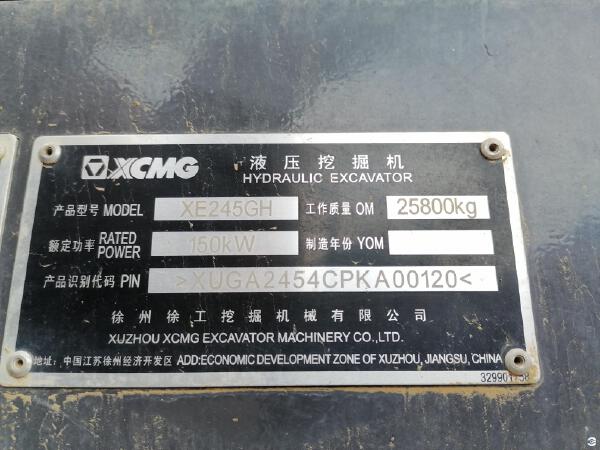 XCMG 液压挖掘机
HYDRAULIC EXCAVATOR
产品型号 MODEL XE245GH 工作质量 OM 25800kg
额定功率 RATED POWER 150kW 制造年份 YOM
产品识别代码 PIN >XUGA2454CPKA00120<
徐州徐工挖掘机械有限公司
XUZHOU XCMG EXCAVATOR MACHINERY CO.,LTD.
地址: 中国江苏徐州经济开发区 ADD:ECONOMIC DEVELOPMENT ZONE OF XUZHOU, JIANGSU, CHINA